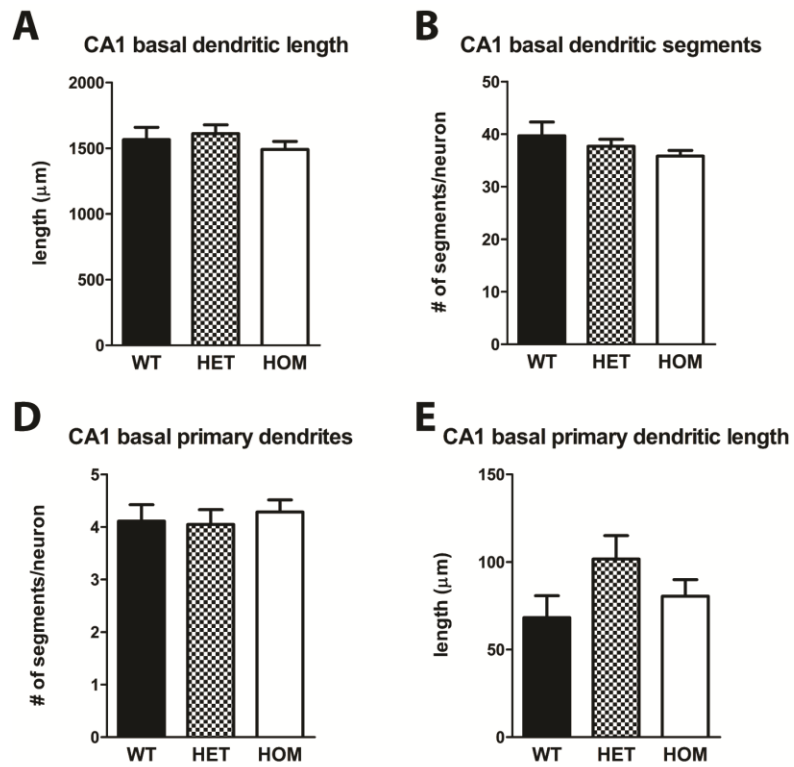 A
CA1 basal dendritic length
2000
1500
1000
500
0
length (μm)
WT HET HOM
B
CA1 basal dendritic segments
50
40
30
20
10
0
# of segments/neuron
WT HET HOM
D
CA1 basal primary dendrites
5
4
3
2
1
0
# of segments/neuron
WT HET HOM
E
CA1 basal primary dendritic length
150
100
50
0
length (μm)
WT HET HOM